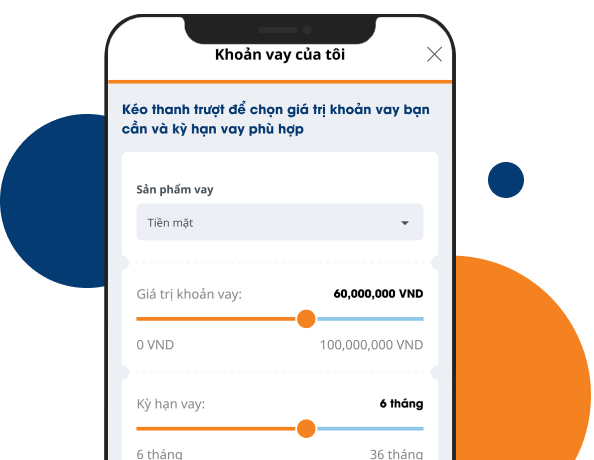 Khoản vay của tôi
Kéo thanh trượt để chọn giá trị khoản vay bạn
cần và kỳ hạn vay phù hợp
Sản phẩm vay
Tiền mặt
Giá trị khoản vay: 60,000,000 VND
0 VND 100,000,000 VND
Kỳ hạn vay: 6 tháng
6 tháng 36 tháng